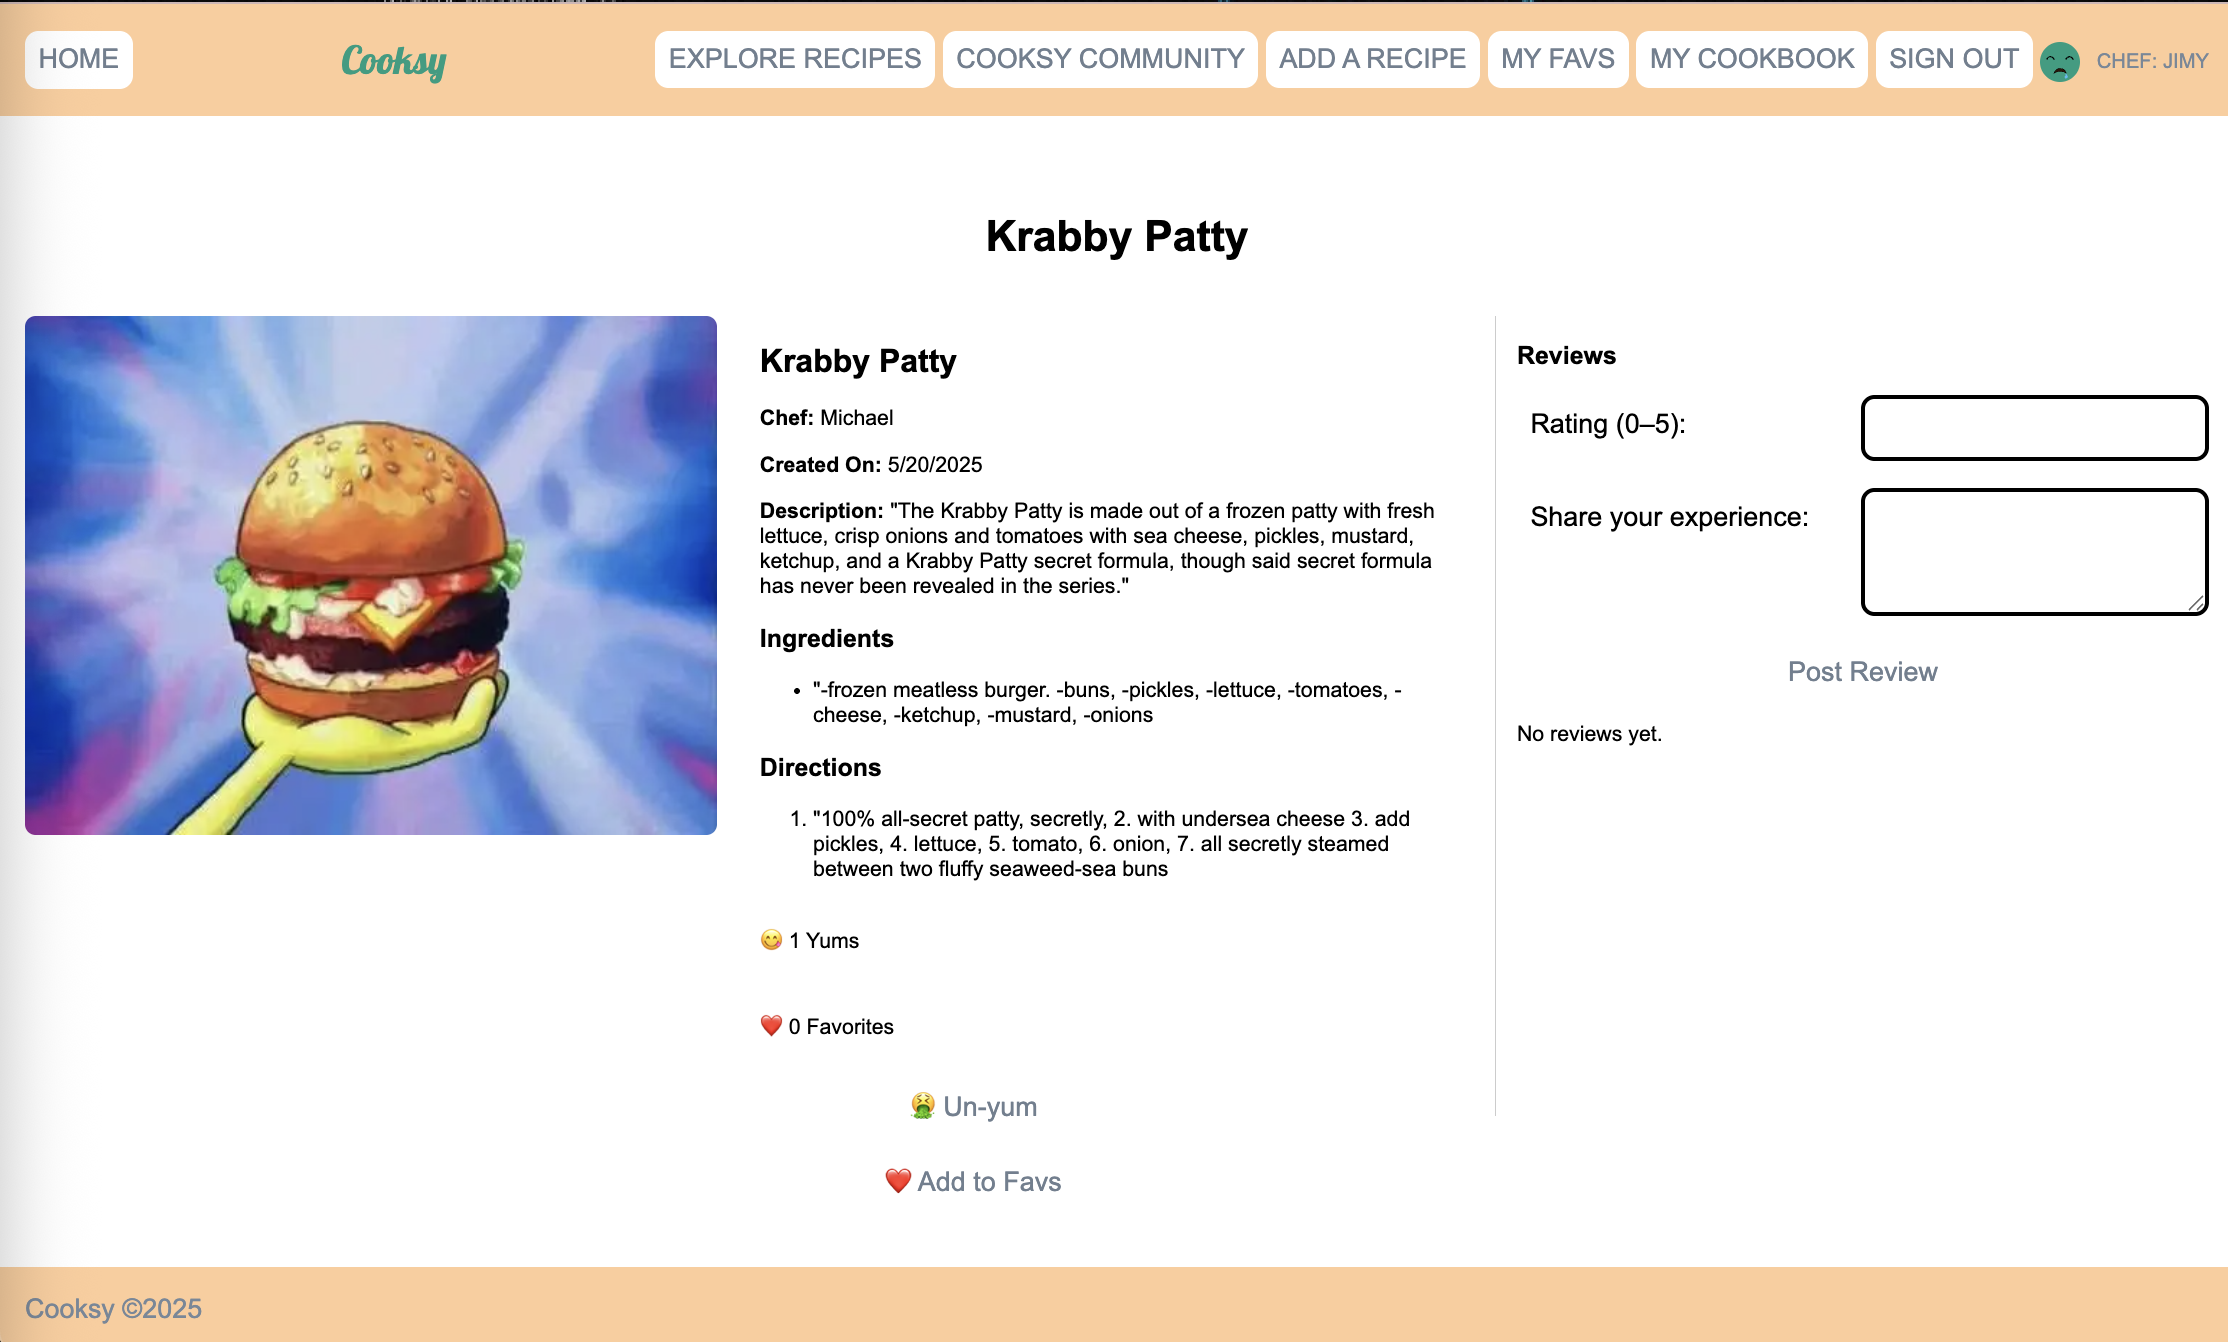 HOME
Cooksy
EXPLORE RECIPES
COOKSY COMMUNITY
ADD A RECIPE
MY FAVS
MY COOKBOOK
SIGN OUT
CHEF: JIMY
Krabby Patty
Krabby Patty
Chef: Michael
Created On: 5/20/2025
Description: "The Krabby Patty is made out of a frozen patty with fresh
lettuce, crisp onions and tomatoes with sea cheese, pickles, mustard,
ketchup, and a Krabby Patty secret formula, though said secret formula
has never been revealed in the series."
Ingredients
• "-frozen meatless burger. -buns, -pickles, -lettuce, -tomatoes, -
cheese, -ketchup, -mustard, -onions
Directions
1. "100% all-secret patty, secretly, 2. with undersea cheese 3. add
pickles, 4. lettuce, 5. tomato, 6. onion, 7. all secretly steamed
between two fluffy seaweed-sea buns
😋 1 Yums
❤️ 0 Favorites
🤮 Un-yum
❤️ Add to Favs
Reviews
Rating (0–5):
Share your experience:
Post Review
No reviews yet.
Cooksy ©2025